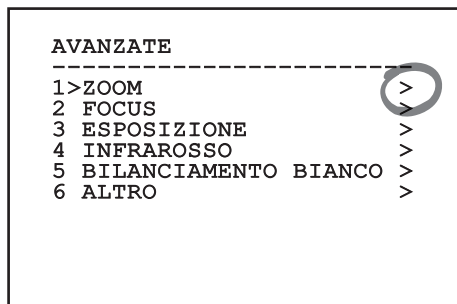 AVANZATE
--------------------------
1>ZOOM >
2 FOCUS >
3 ESPOSIZIONE >
4 INFRAROSSO >
5 BILANCIAMENTO BIANCO >
6 ALTRO >